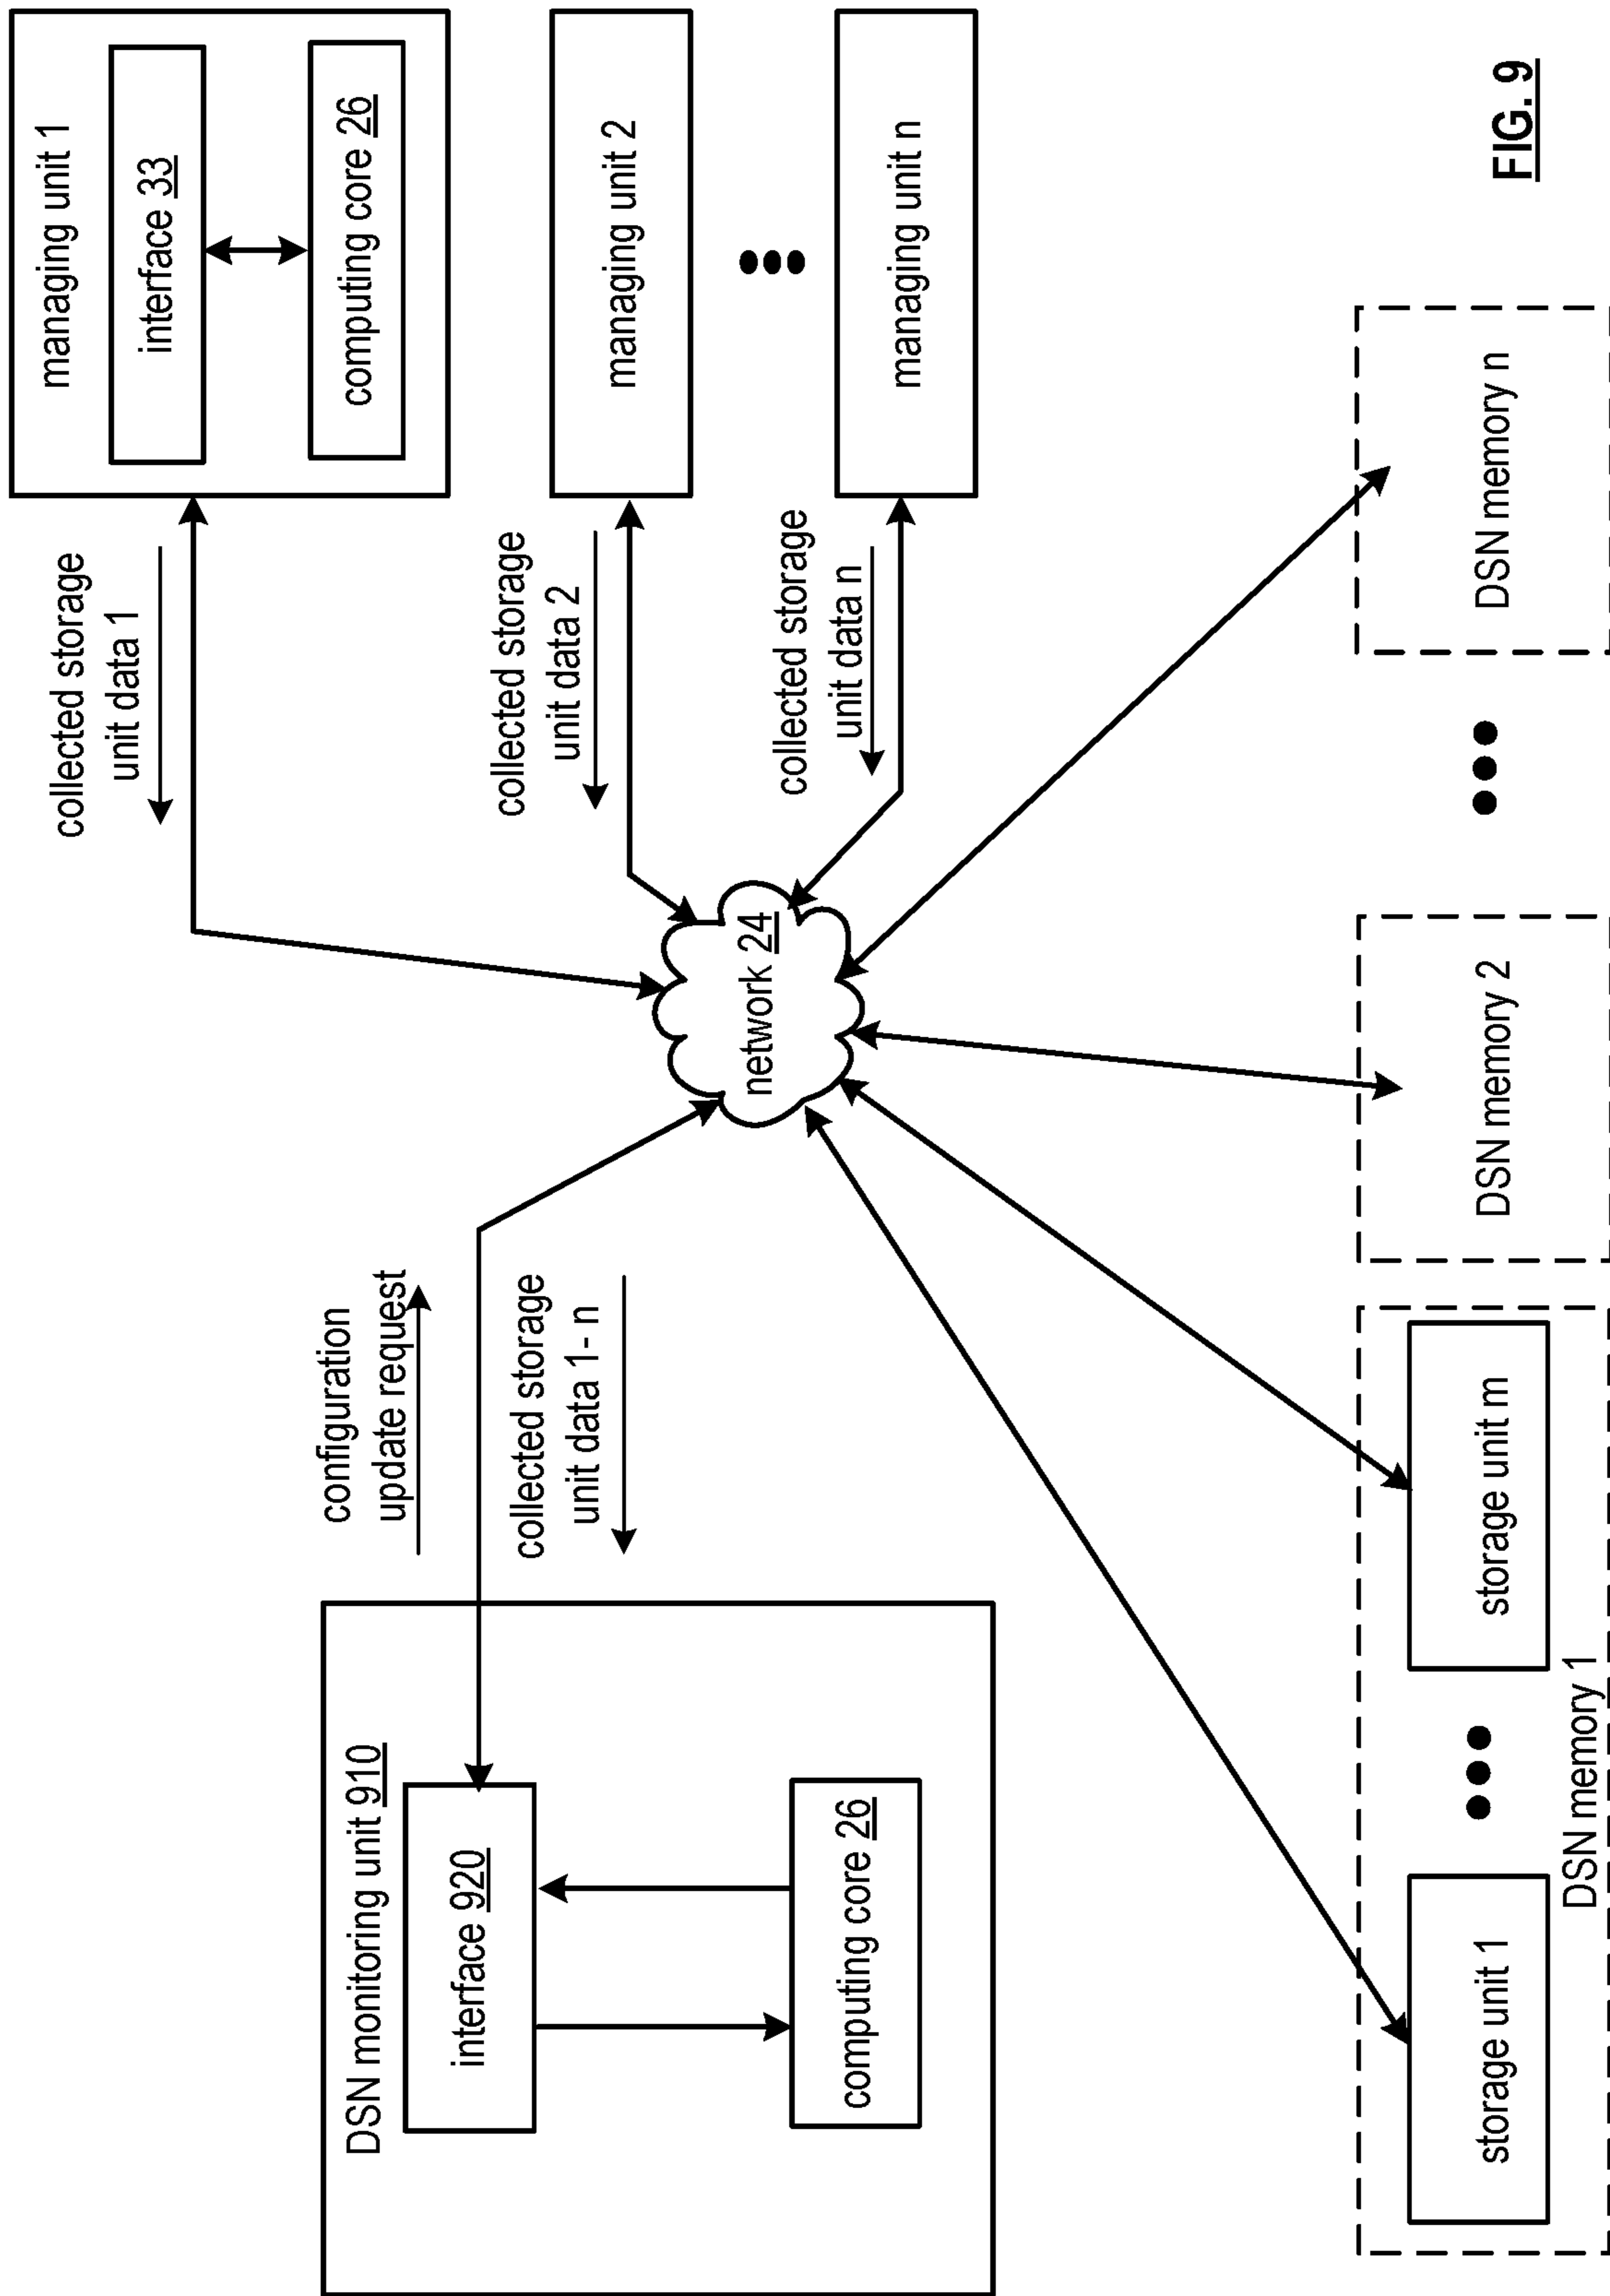 DSN monitoring unit 910
interface 920
computing core 26
configuration
update request
collected storage
unit data 1- n
network 24
collected storage
unit data 1
collected storage
unit data 2
collected storage
unit data n
managing unit 1
interface 33
computing core 26
managing unit 2
managing unit n
storage unit 1
storage unit m
DSN memory 1
DSN memory 2
DSN memory n
FIG. 9